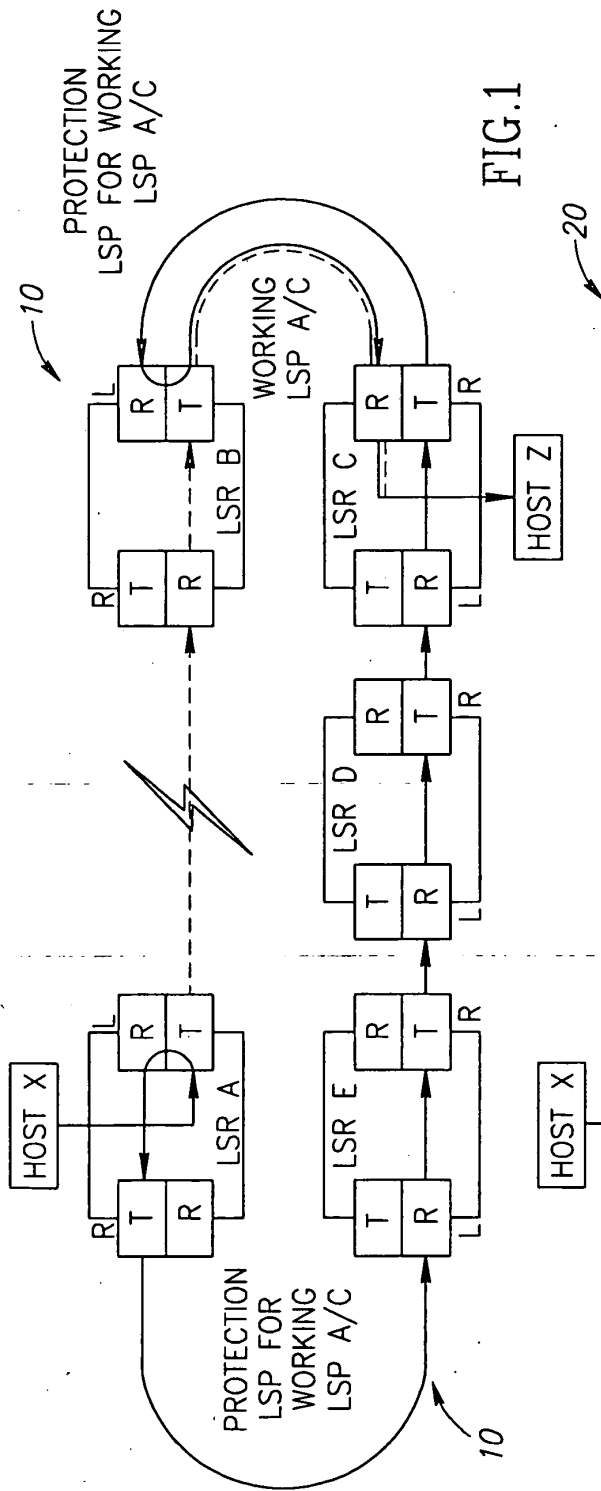 HOST X
PROTECTION
LSP FOR WORKING
LSP A/C
10
R
L
T
R
R
T
LSR A
R
L
T
R
R
T
LSR B
WORKING
LSP A/C
PROTECTION
LSP FOR
WORKING
LSP A/C
10
LSR E
T
R
R
T
L
R
LSR D
T
R
R
T
L
R
LSR C
T
R
R
T
L
R
HOST Z
FIG.1
HOST X
20